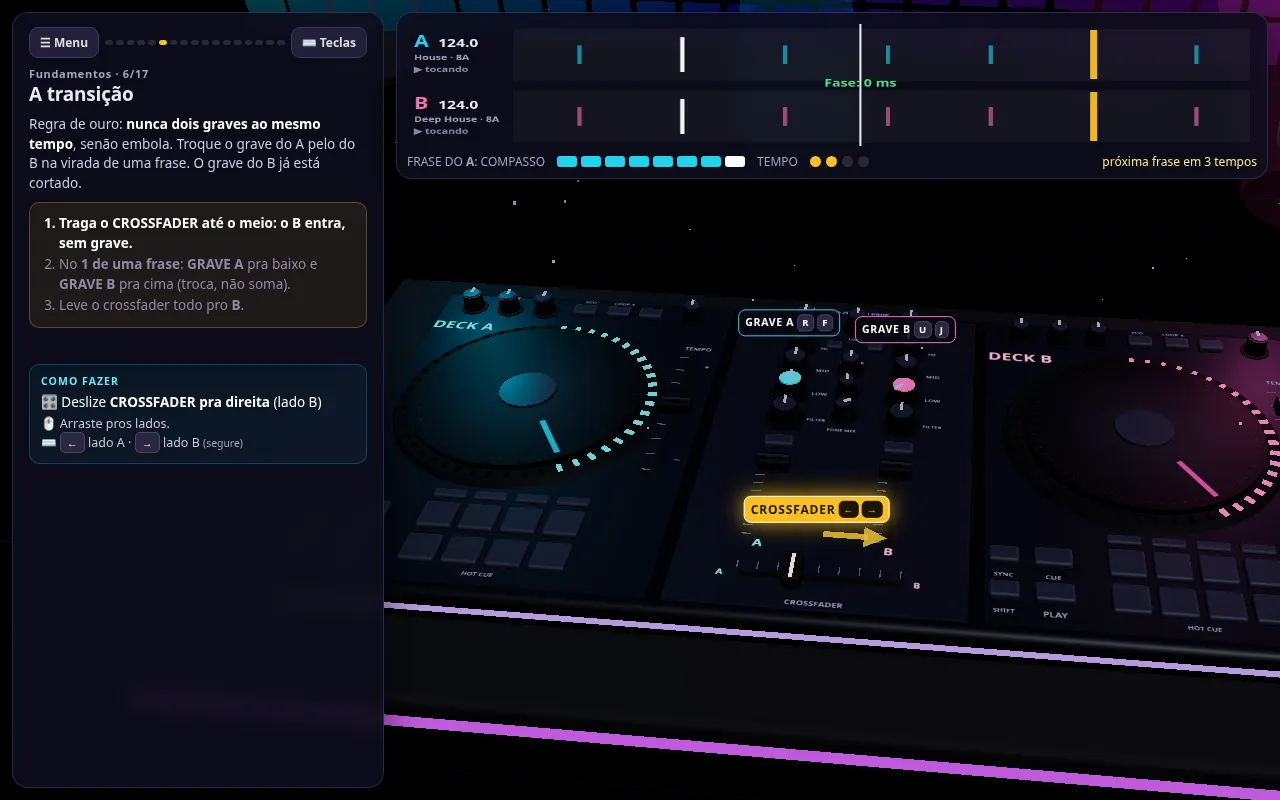 ☰ Menu
⌨️ Teclas
Fundamentos · 6/17
A transição
Regra de ouro: nunca dois graves ao mesmo
tempo, senão embola. Troque o grave do A pelo do
B na virada de uma frase. O grave do B já está
cortado.
1. Traga o CROSSFADER até o meio: o B entra,
sem grave.
2. No 1 de uma frase: GRAVE A pra baixo e
GRAVE B pra cima (troca, não soma).
3. Leve o crossfader todo pro B.
COMO FAZER
🎛️ Deslize CROSSFADER pra direita (lado B)
🖱️ Arraste pros lados.
⌨️ ← lado A · → lado B (segure)
A 124.0
House · 8A
▶ tocando
Fase: 0 ms
B 124.0
Deep House · 8A
▶ tocando
FRASE DO A: COMPASSO
TEMPO
próxima frase em 3 tempos
DECK A
TEMPO
GRAVE A R F
GRAVE B U J
MID
LOW
FILTER
FONE MIX
MID
LOW
FILTER
DECK B
CROSSFADER ← →
A
B
A
B
CROSSFADER
HOT CUE
SYNC
CUE
SHIFT
PLAY
HOT CUE